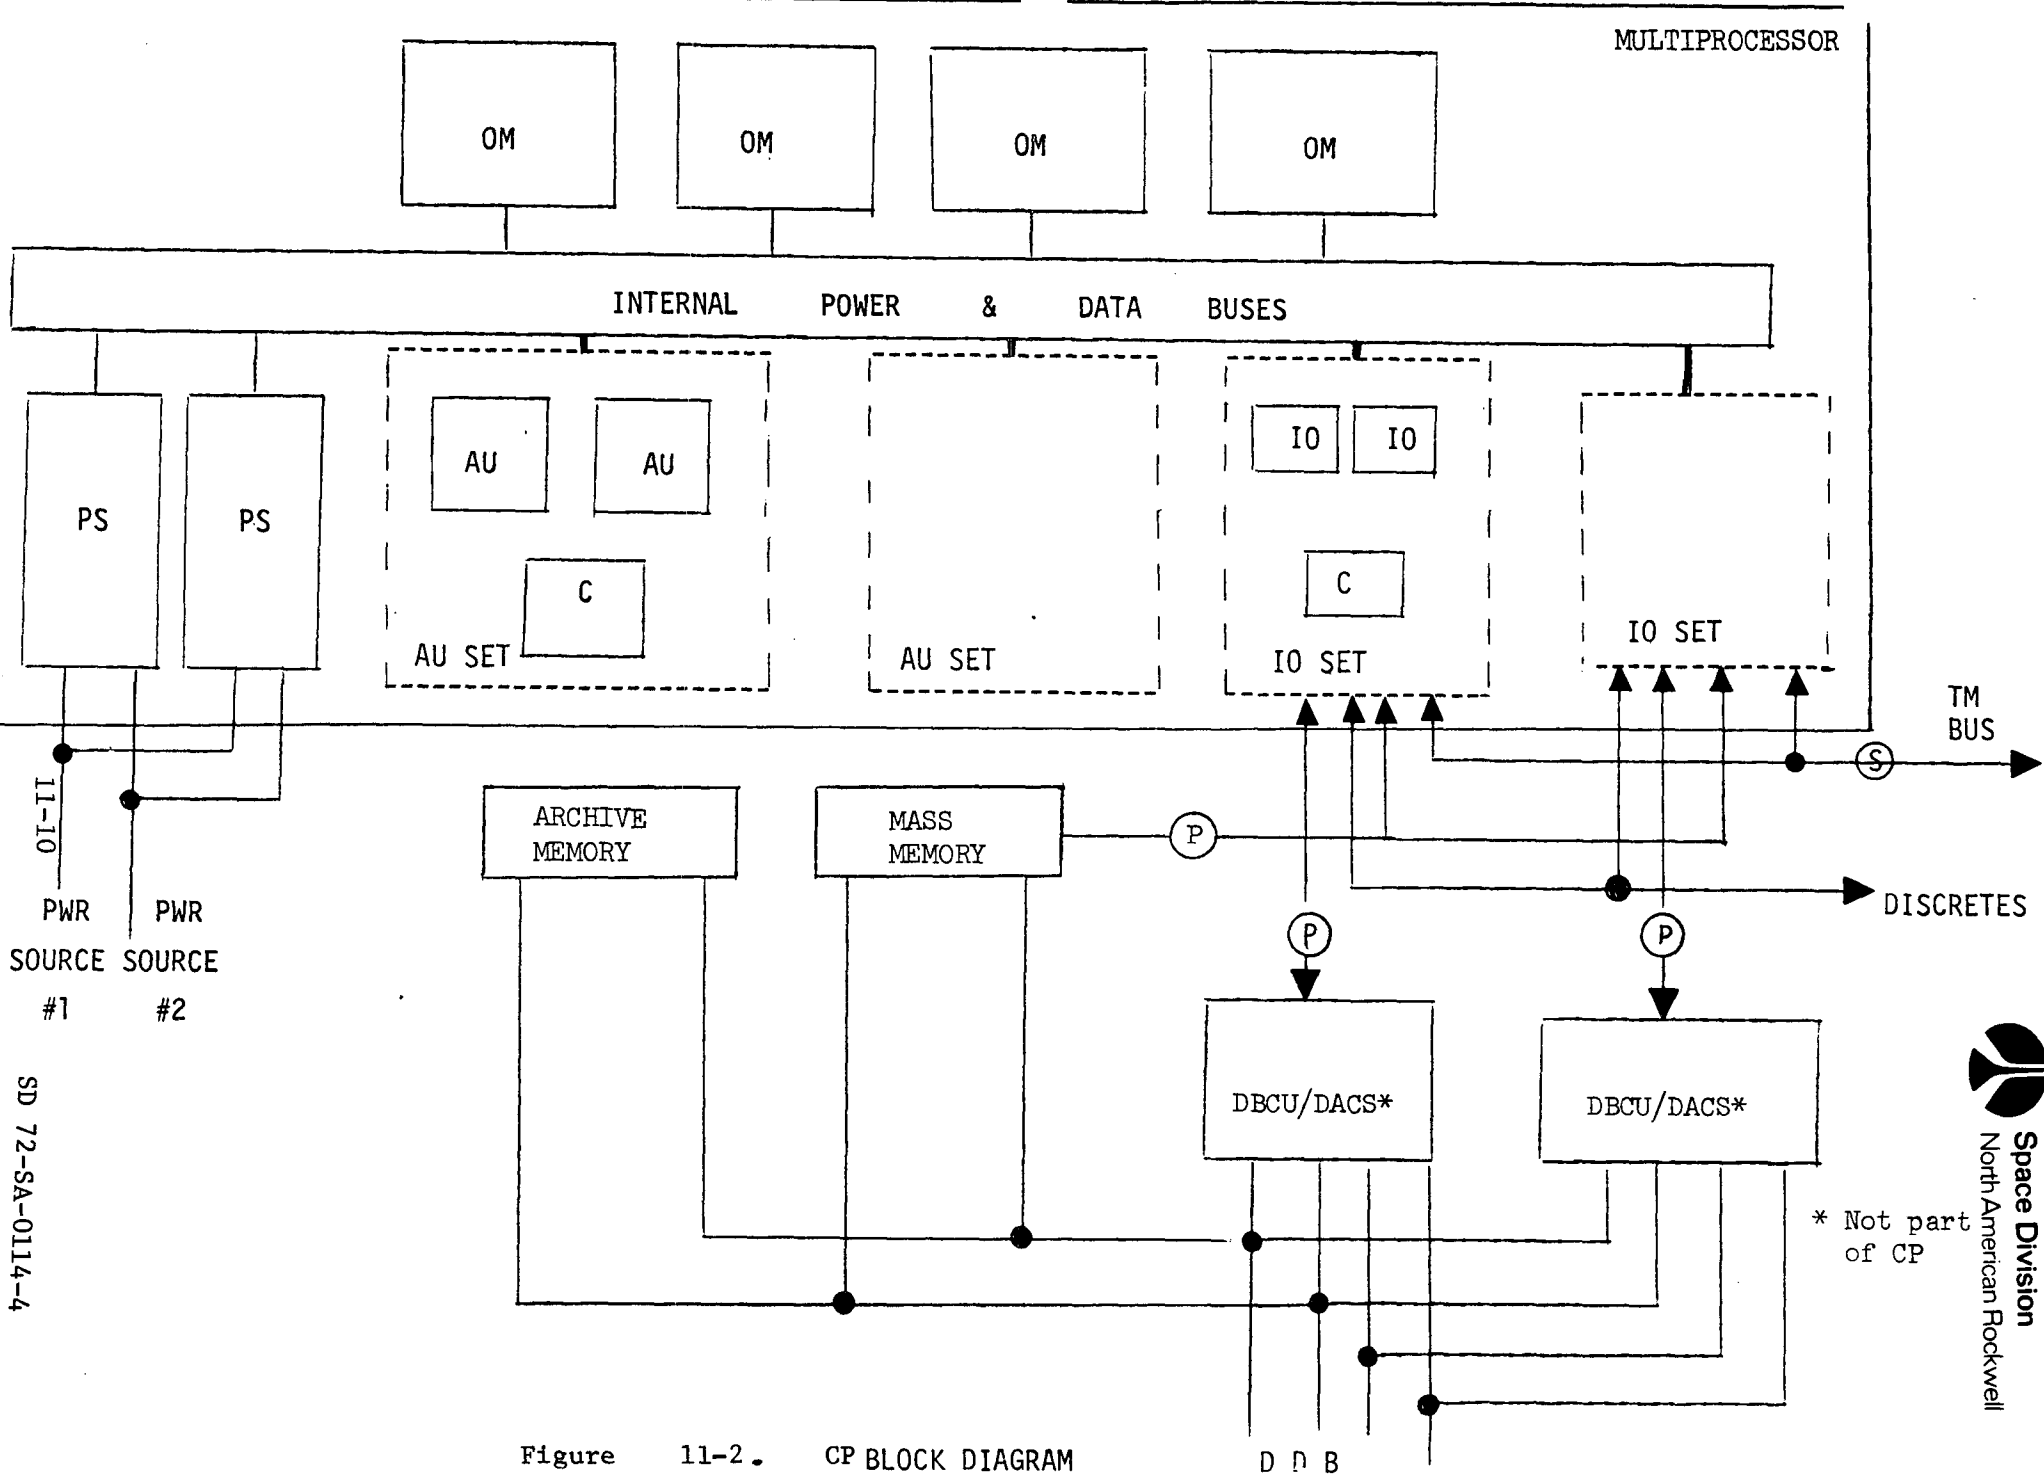 MULTIPROCESSOR
OM
OM
OM
OM
INTERNAL POWER & DATA BUSES
PS
PS
AU
AU
C
AU SET
AU SET
IO
IO
C
IO SET
IO SET
TM
BUS
S
ARCHIVE
MEMORY
MASS
MEMORY
P
DISCRETES
P
P
11-10
PWR
SOURCE
#1
PWR
SOURCE
#2
DBCU/DACS*
DBCU/DACS*
* Not part
of CP
D D B
Figure 11-2. CP BLOCK DIAGRAM
SD 72-SA-0114-4
Space Division
North American Rockwell